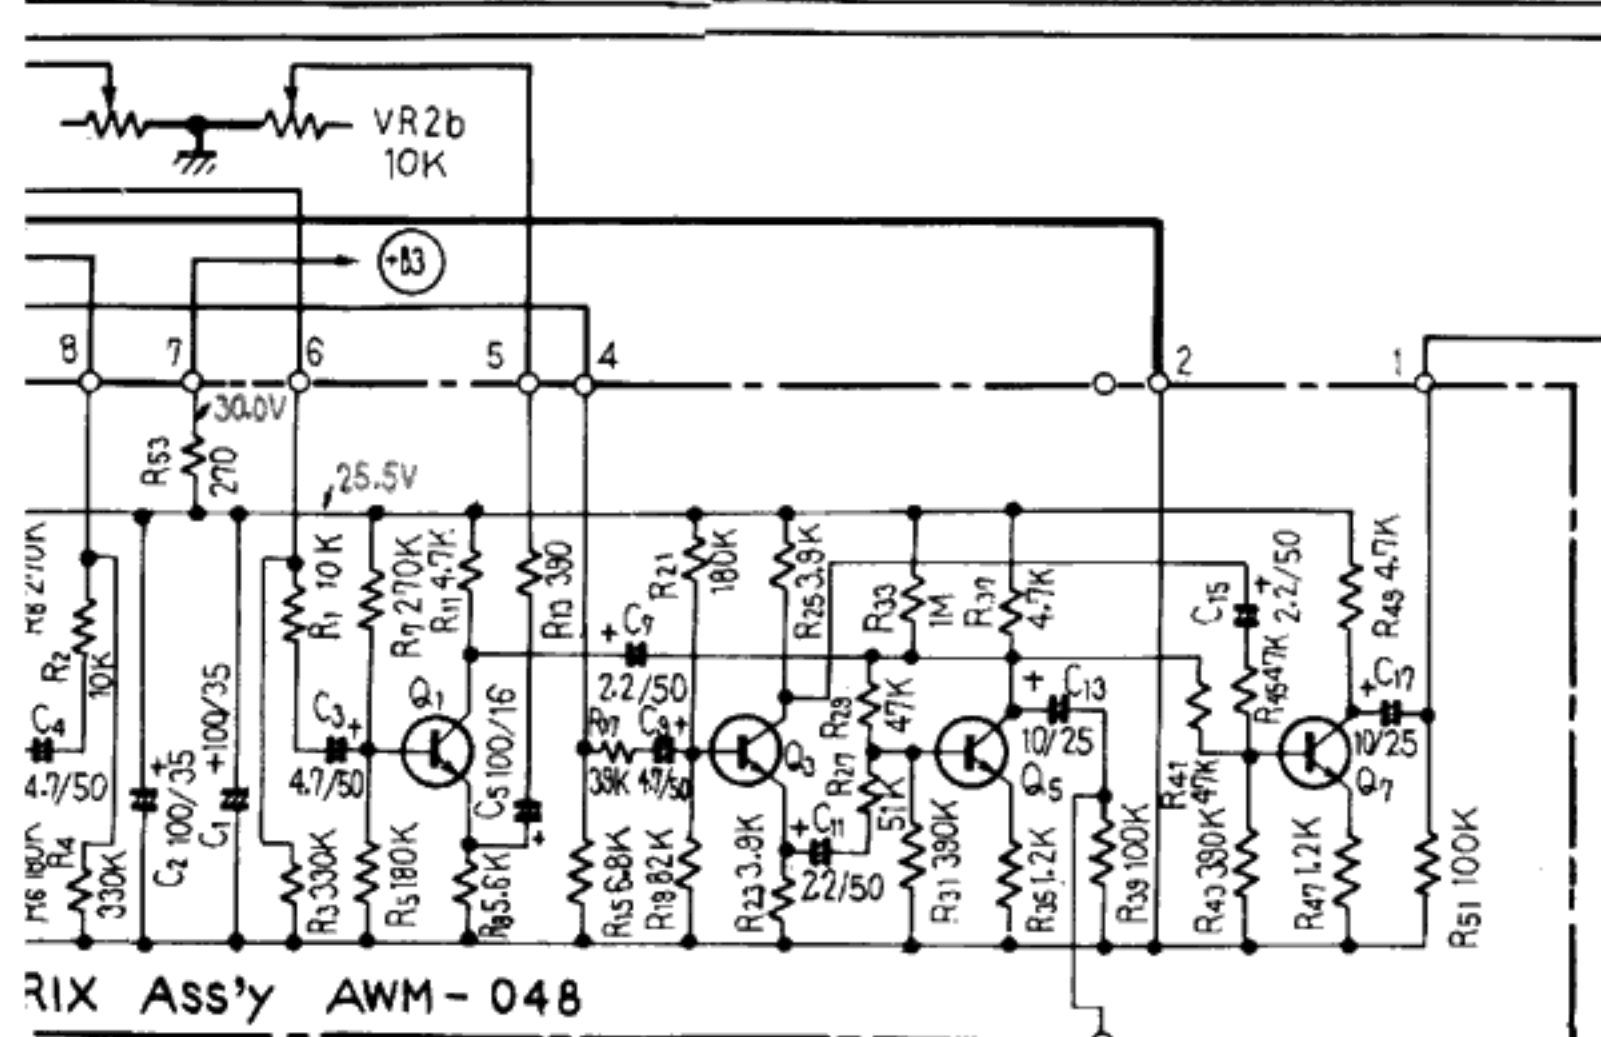 VR2b
10K
+B3
8
7
6
5
4
2
1
30.0V
R53
270
25.5V
R2
10K
C4
4.7/50
R4
330K
C2 100/35
+
C1 +100/35
R1 10K
R3 330K
C3 +
4.7/50
R7 270K
R5 180K
R11 4.7K
Q1
5.6K
C5 100/16
+
R13 390
+ C7
2.2/50
39K
+
4.7/50
R15 6.8K
R21
180K
R19 82K
R25 3.9K
Q3
R23 3.9K
+ C11
22/50
R33
1M
R29
47K
R27
51K
R31 390K
R37
4.7K
Q5
R35 1.2K
+ C13
10/25
R39 100K
R41
47K
C15 +
2.2/50
R45 47K
R43 390K
R49 4.7K
+ C17
10/25
Q7
R47 1.2K
R51 100K
RIX Ass'y AWM-048